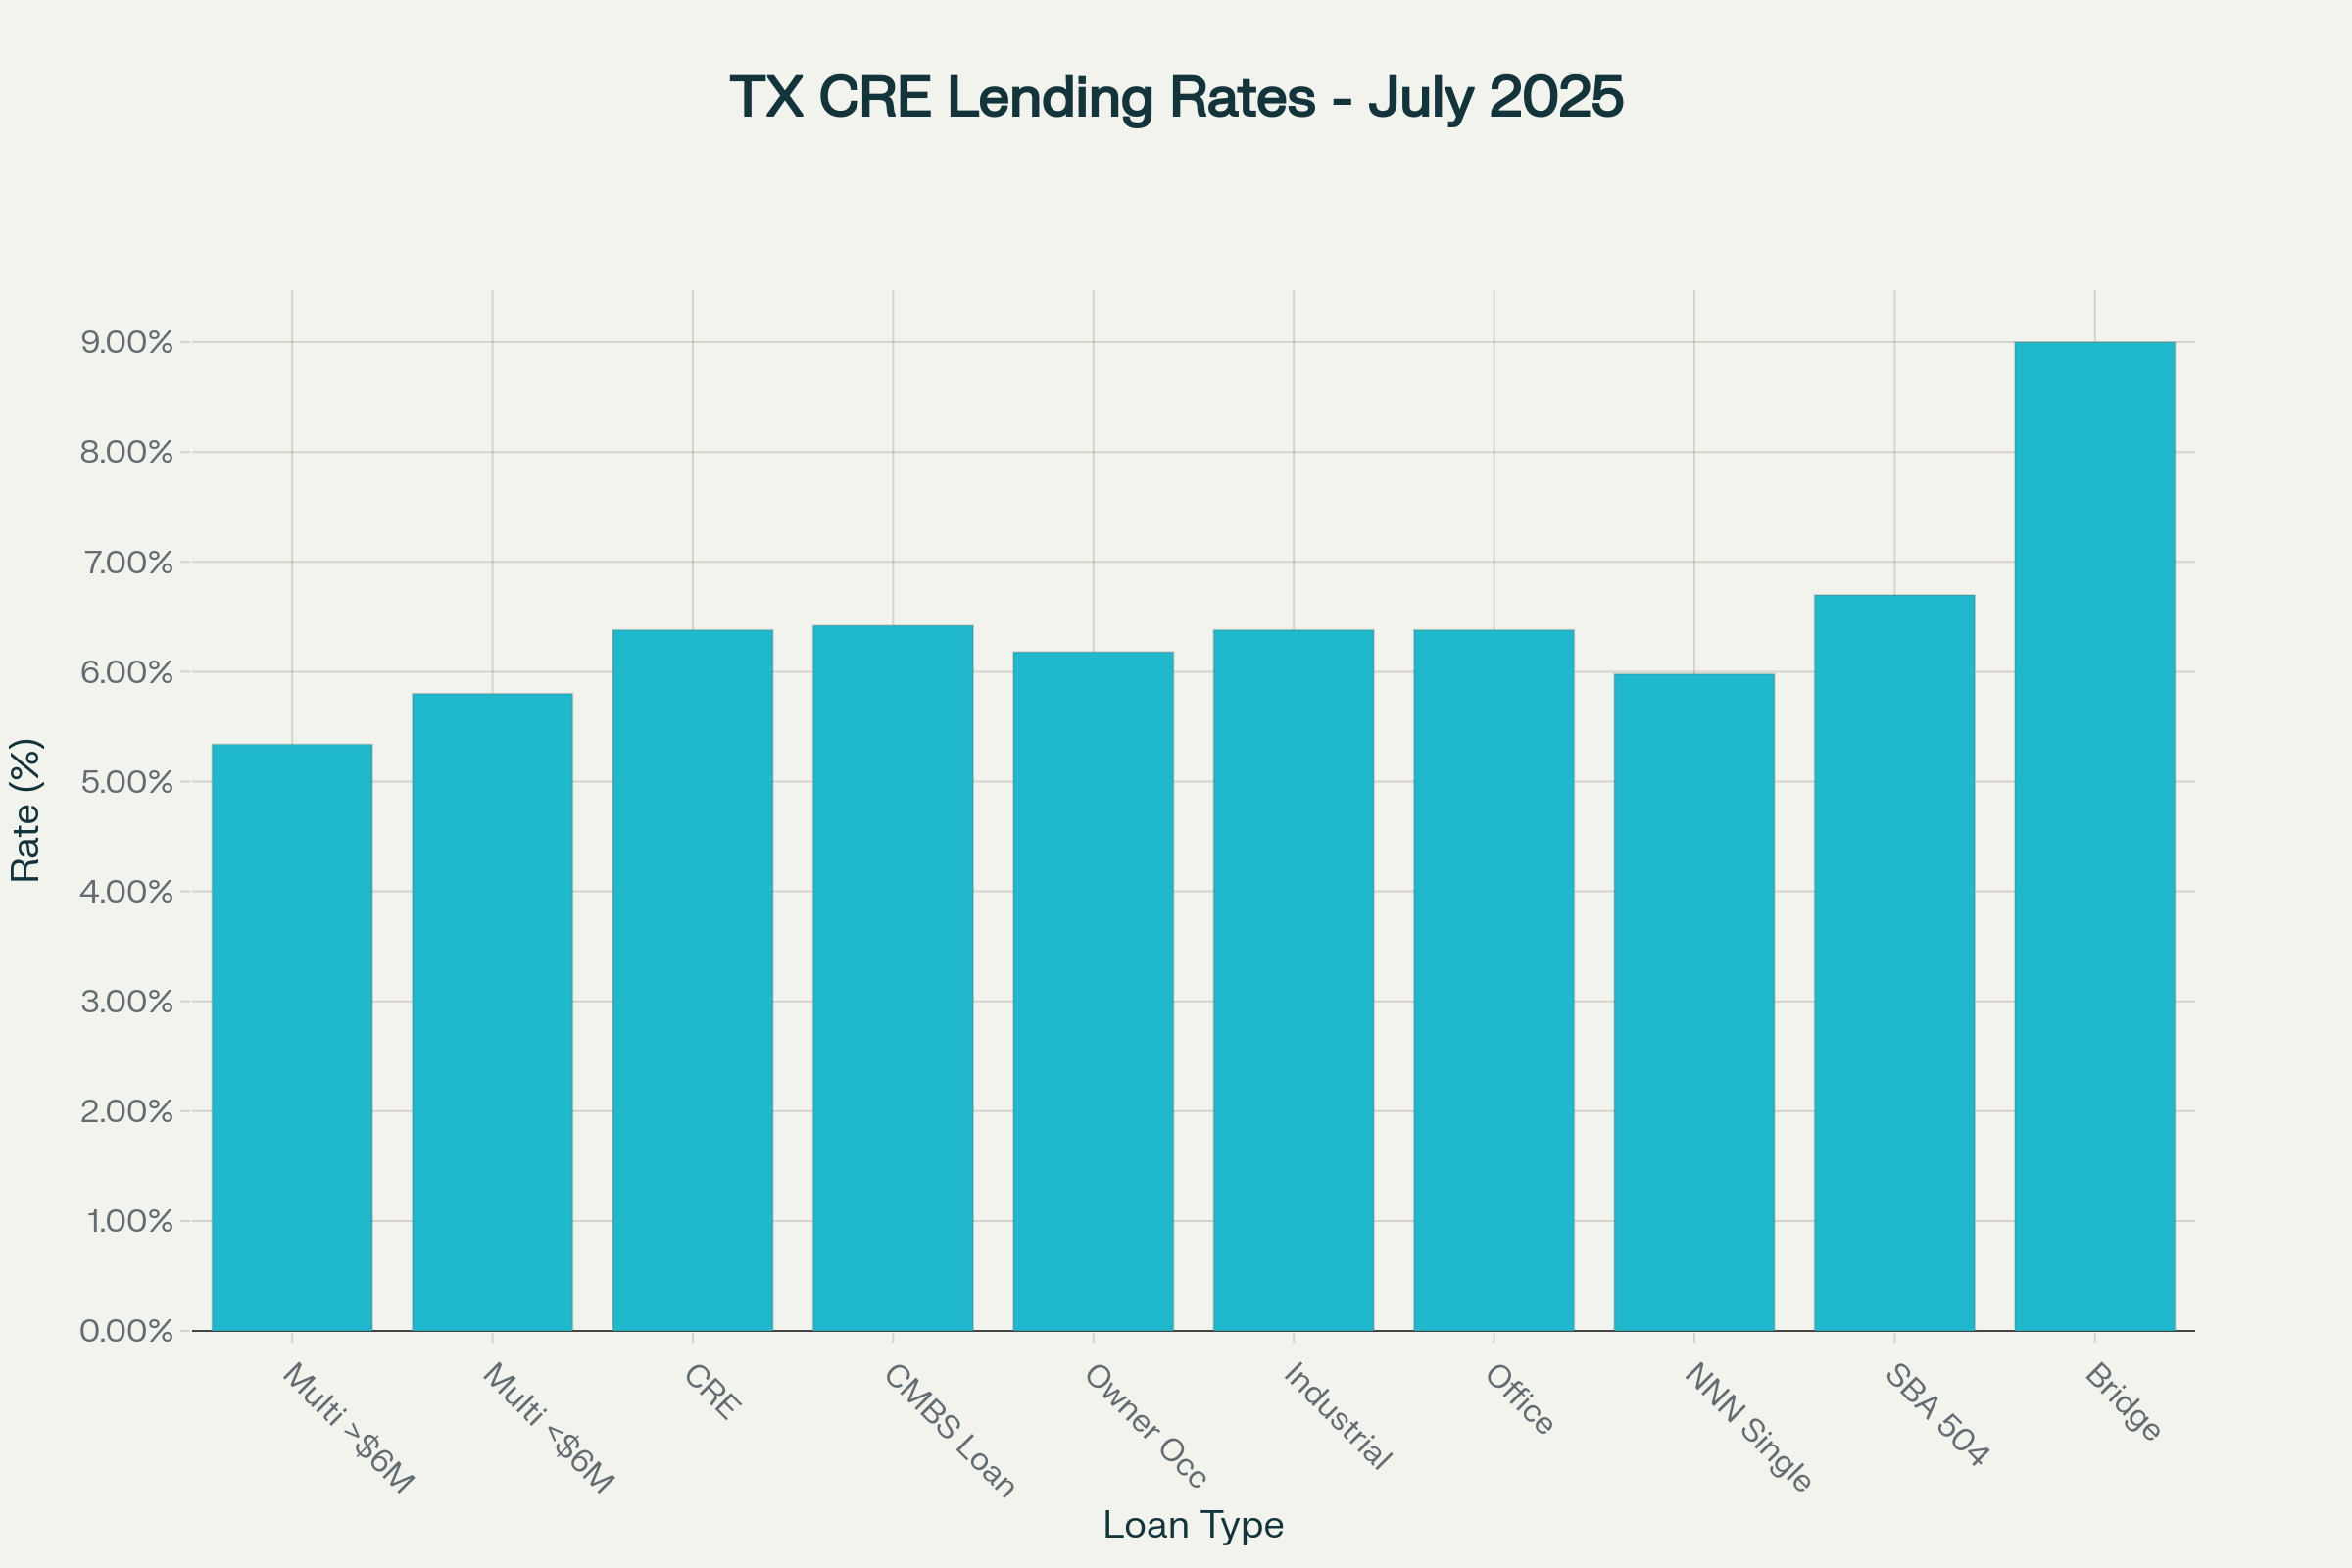 TX CRE Lending Rates - July 2025
9.00%
8.00%
7.00%
6.00%
5.00%
4.00%
3.00%
2.00%
1.00%
0.00%
Rate (%)
Multi >$6M
Multi <$6M
CRE
CMBS Loan
Owner Occ
Industrial
Office
NNN Single
SBA 504
Bridge
Loan Type